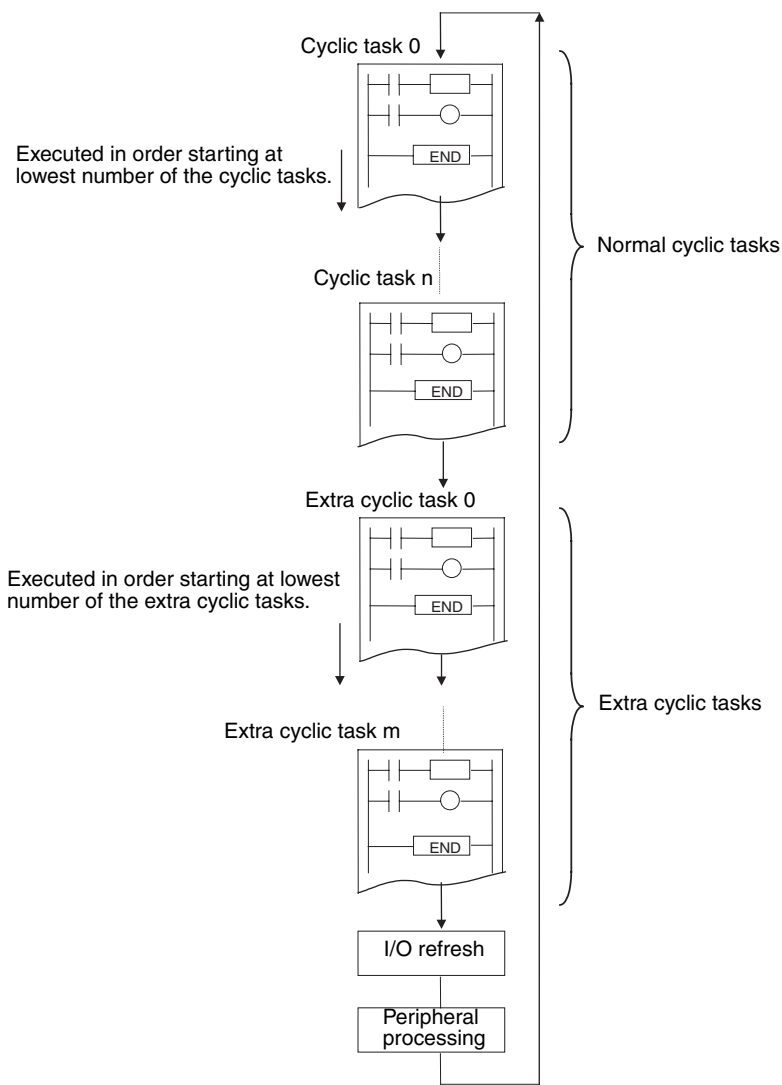 Cyclic task 0
END
Executed in order starting at
lowest number of the cyclic tasks.
Normal cyclic tasks
Cyclic task n
END
Extra cyclic task 0
END
Executed in order starting at lowest
number of the extra cyclic tasks.
Extra cyclic tasks
Extra cyclic task m
END
I/O refresh
Peripheral
processing